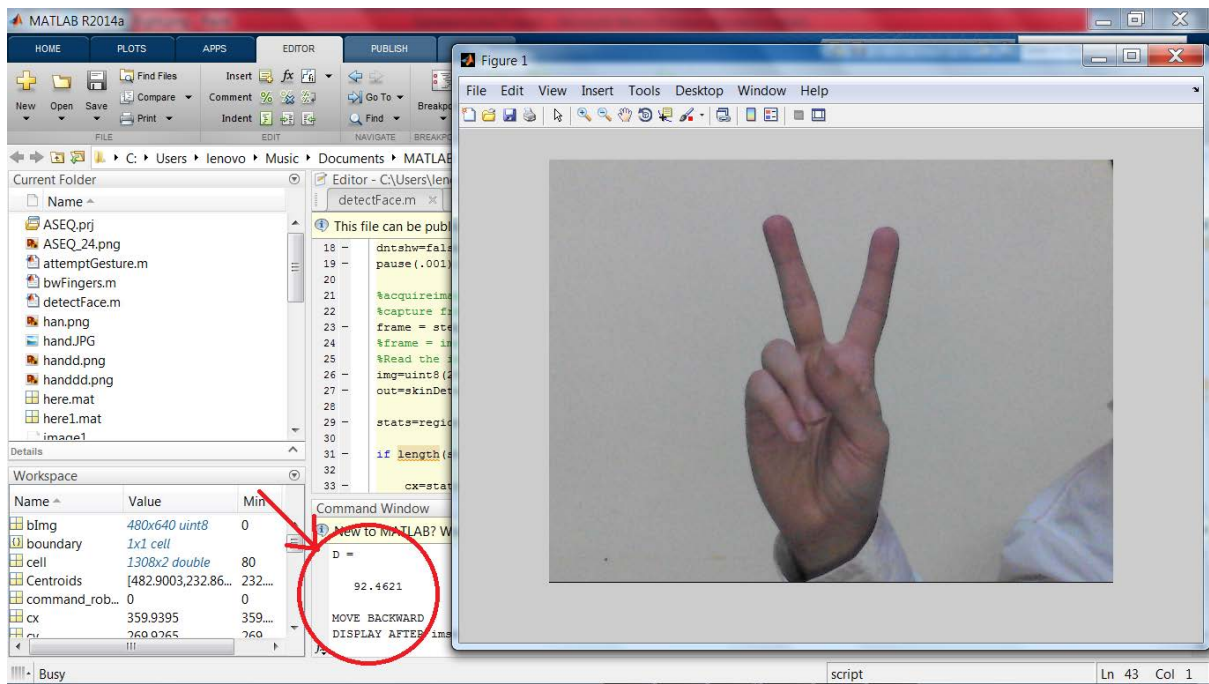 MATLAB R2014a
HOME PLOTS APPS EDITOR PUBLISH
New Open Save
Find Files
Compare
Print
FILE
Insert fx
Comment
Indent
EDIT
Go To
Find
NAVIGATE
Breakpo
BREAKPO
C: Users lenovo Music Documents MATLAB
Current Folder
Name
ASEQ.prj
ASEQ_24.png
attemptGesture.m
bwFingers.m
detectFace.m
han.png
hand.JPG
handd.png
handdd.png
here.mat
here1.mat
image1
Details
Workspace
Name Value Min
bImg 480x640 uint8 0
boundary 1x1 cell
cell 1308x2 double 80
Centroids [482.9003,232.86... 232....
command_rob... 0 0
cx 359.9395 359....
cy 269.9265 269
Editor - C:\Users\len
detectFace.m
This file can be publ
18 dntshw=fals
19 pause(.001)
20
21 %acquireima
22 %capture fr
23 frame = ste
24 %frame = im
25 %Read the i
26 img=uint8(2
27 out=skinDet
28
29 stats=regio
30
31 if length(s
32
33 cx=stat
Command Window
New to MATLAB? W
D =
92.4621
MOVE BACKWARD
DISPLAY AFTER ims
fx
Figure 1
File Edit View Insert Tools Desktop Window Help
Busy
script Ln 43 Col 1